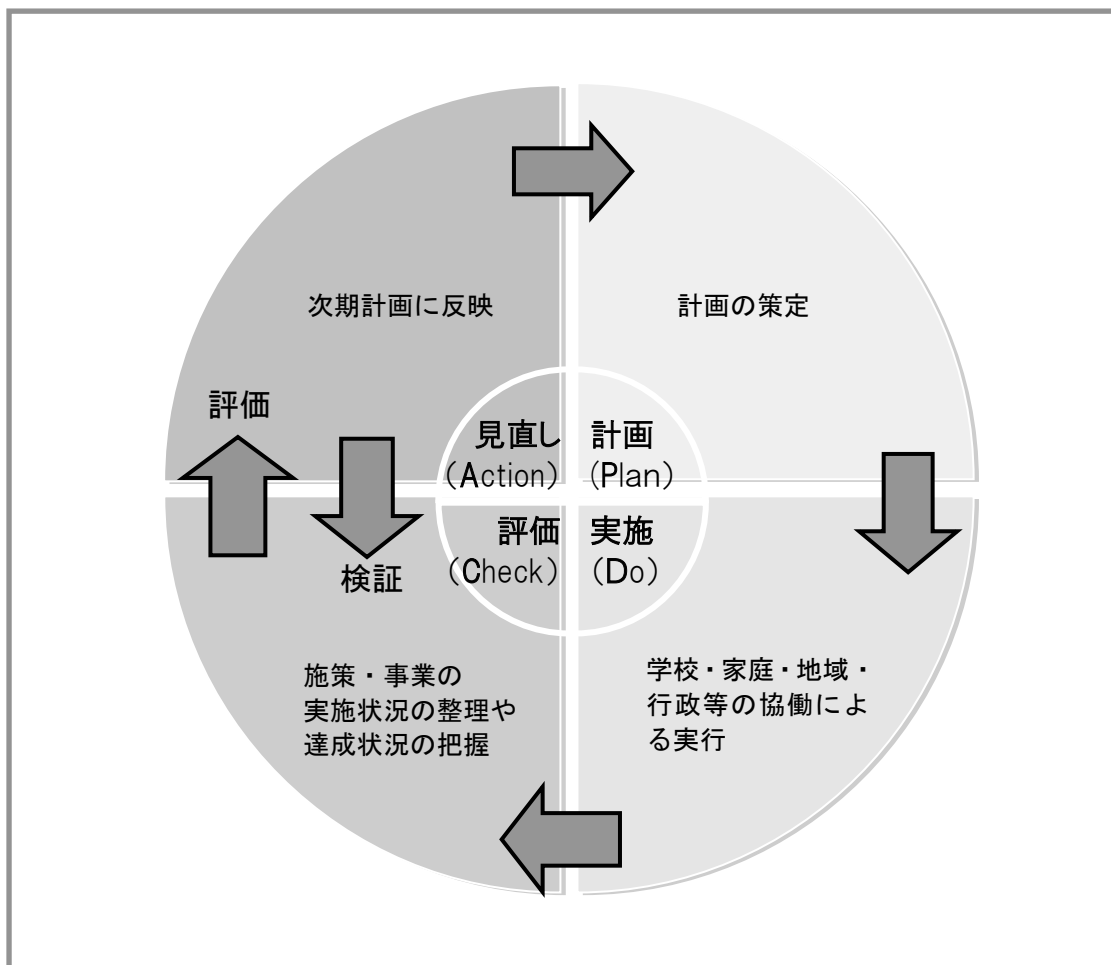 次期計画に反映
計画の策定
評価
見直し
(Action)
計画
(Plan)
評価
(Check)
実施
(Do)
検証
施策・事業の
実施状況の整理や
達成状況の把握
学校・家庭・地域・
行政等の協働によ
る実行